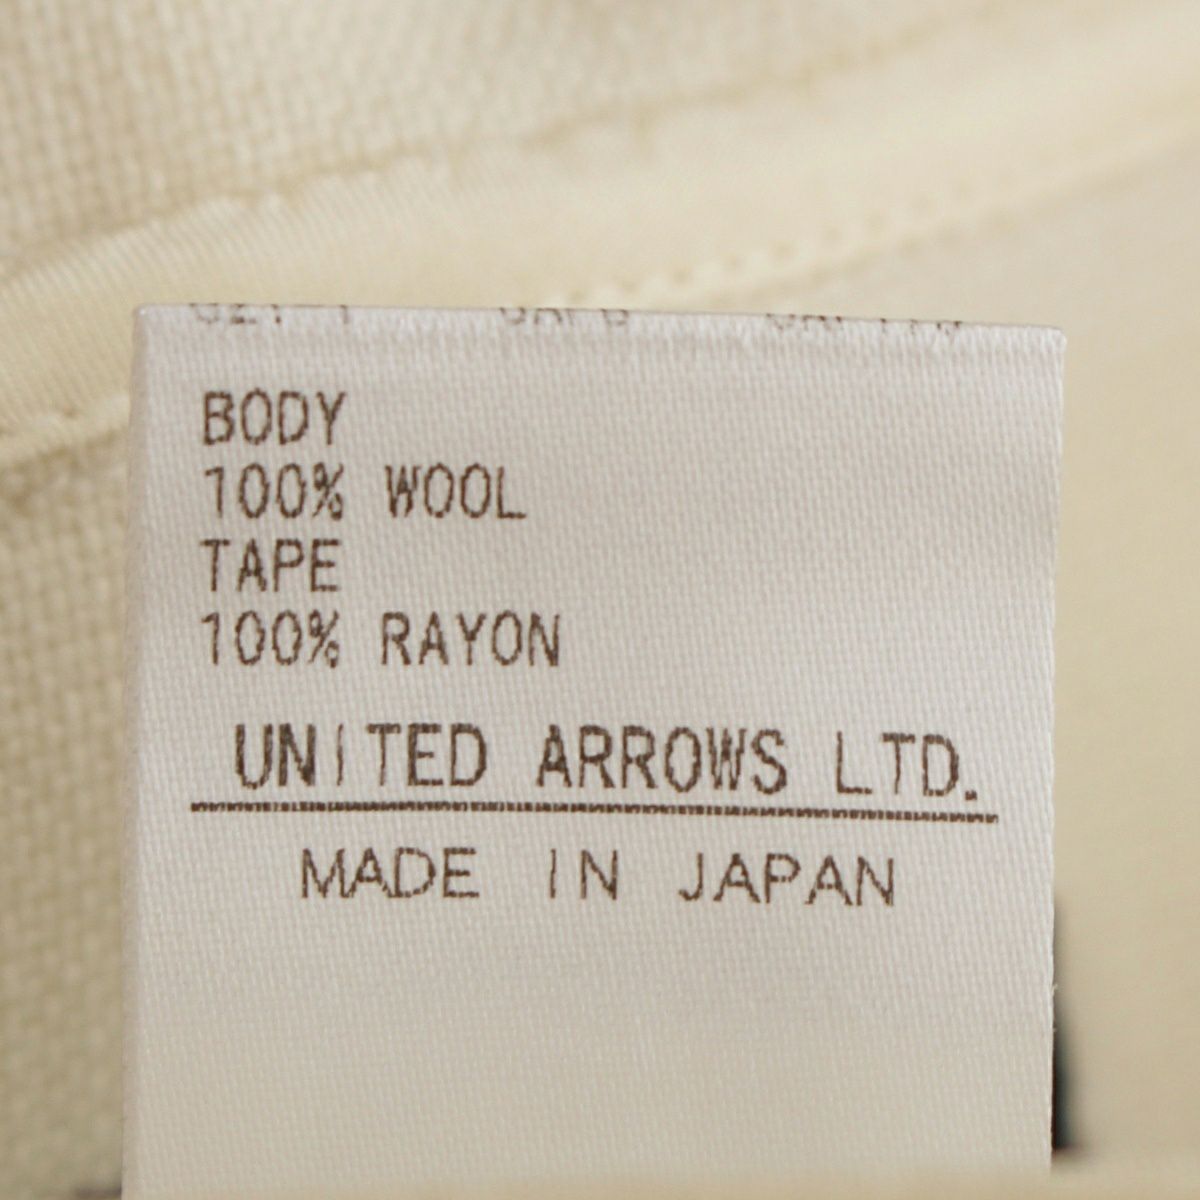 BODY
100% WOOL
TAPE
100% RAYON
UNITED ARROWS LTD.
MADE IN JAPAN